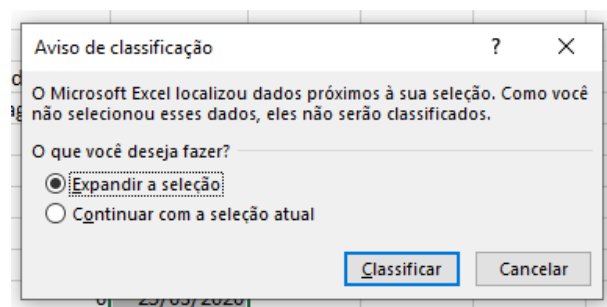 Aviso de classificação
?
O Microsoft Excel localizou dados próximos à sua seleção. Como você
não selecionou esses dados, eles não serão classificados.
O que você deseja fazer?
Expandir a seleção
Continuar com a seleção atual
Classificar
Cancelar